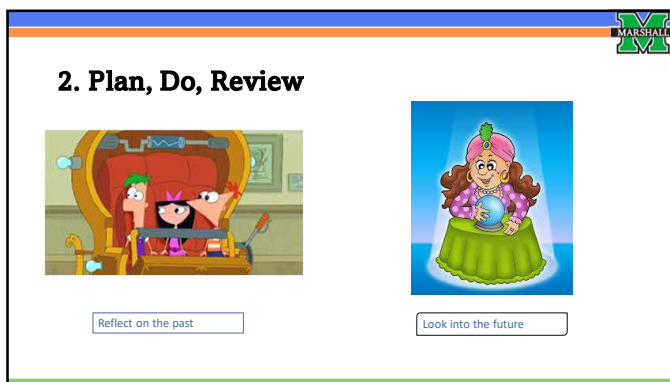 MARSHALL
2. Plan, Do, Review
Reflect on the past
Look into the future